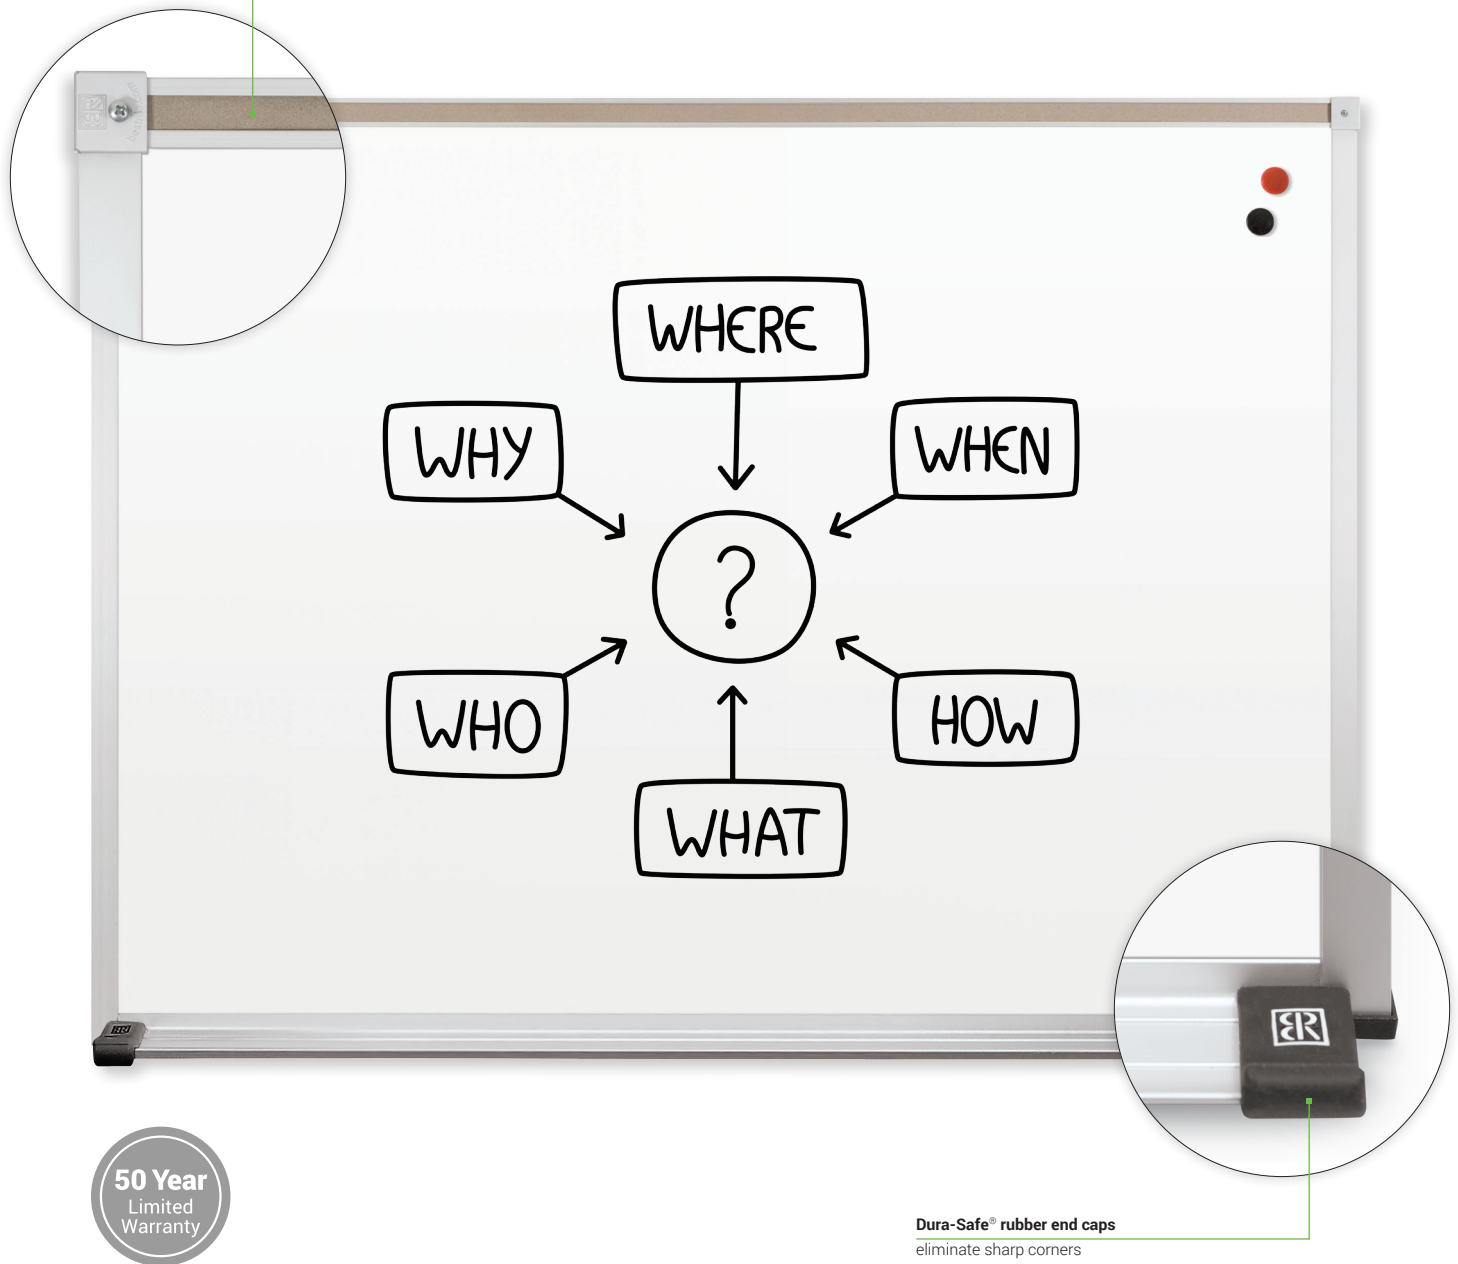 WHERE
WHY
WHEN
?
WHO
HOW
WHAT
50 Year
Limited
Warranty
Dura-Safe® rubber end caps
eliminate sharp corners